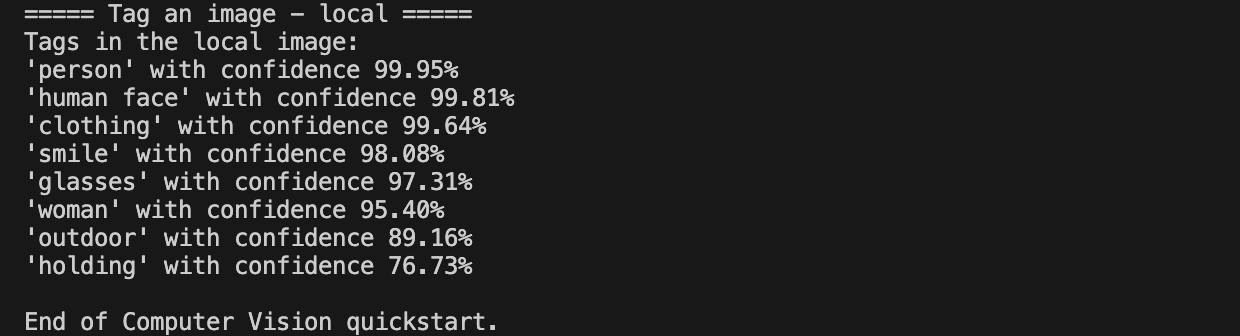 ===== Tag an image - local =====
Tags in the local image:
'person' with confidence 99.95%
'human face' with confidence 99.81%
'clothing' with confidence 99.64%
'smile' with confidence 98.08%
'glasses' with confidence 97.31%
'woman' with confidence 95.40%
'outdoor' with confidence 89.16%
'holding' with confidence 76.73%
End of Computer Vision quickstart.